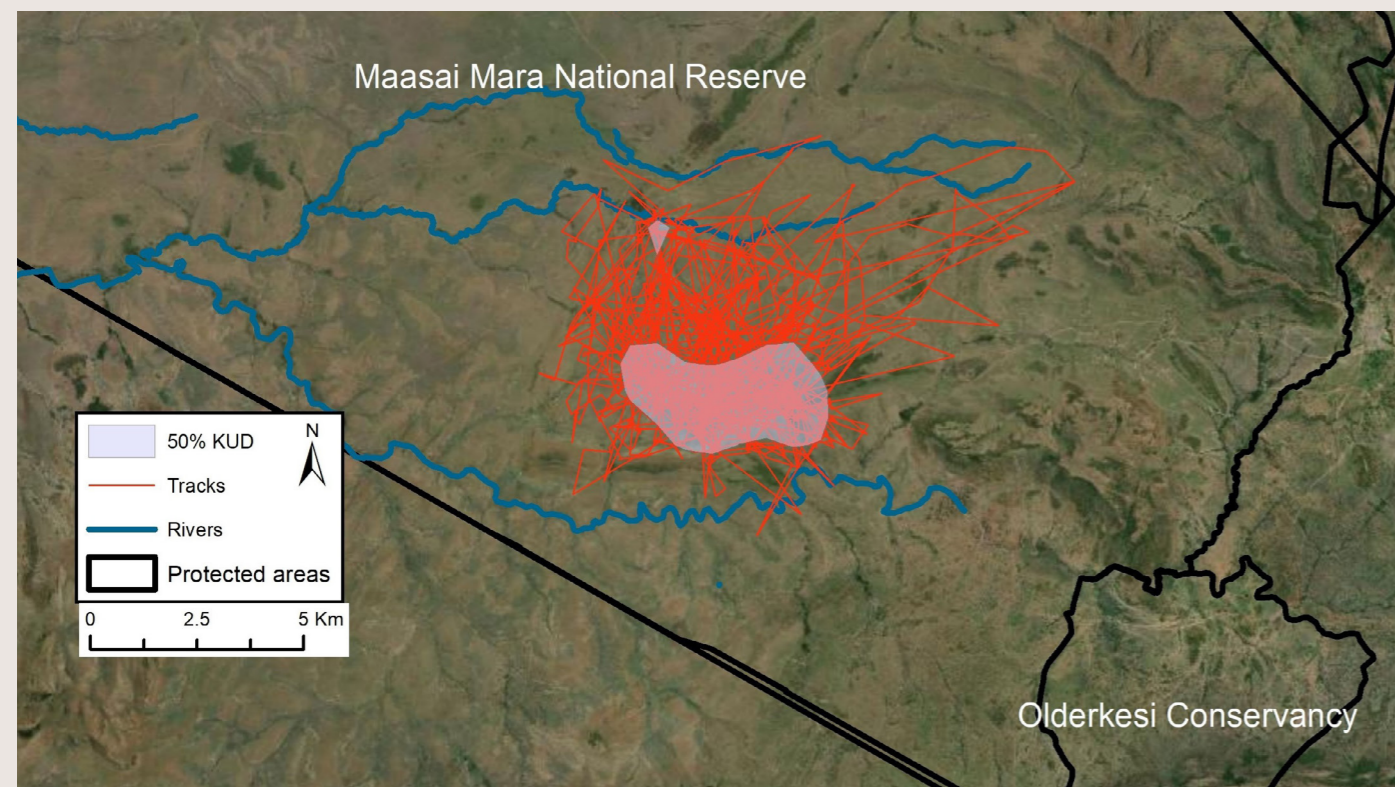 Maasai Mara National Reserve
50% KUD
N
Tracks
Rivers
Protected areas
0 2.5 5 Km
Olderkesi Conservancy